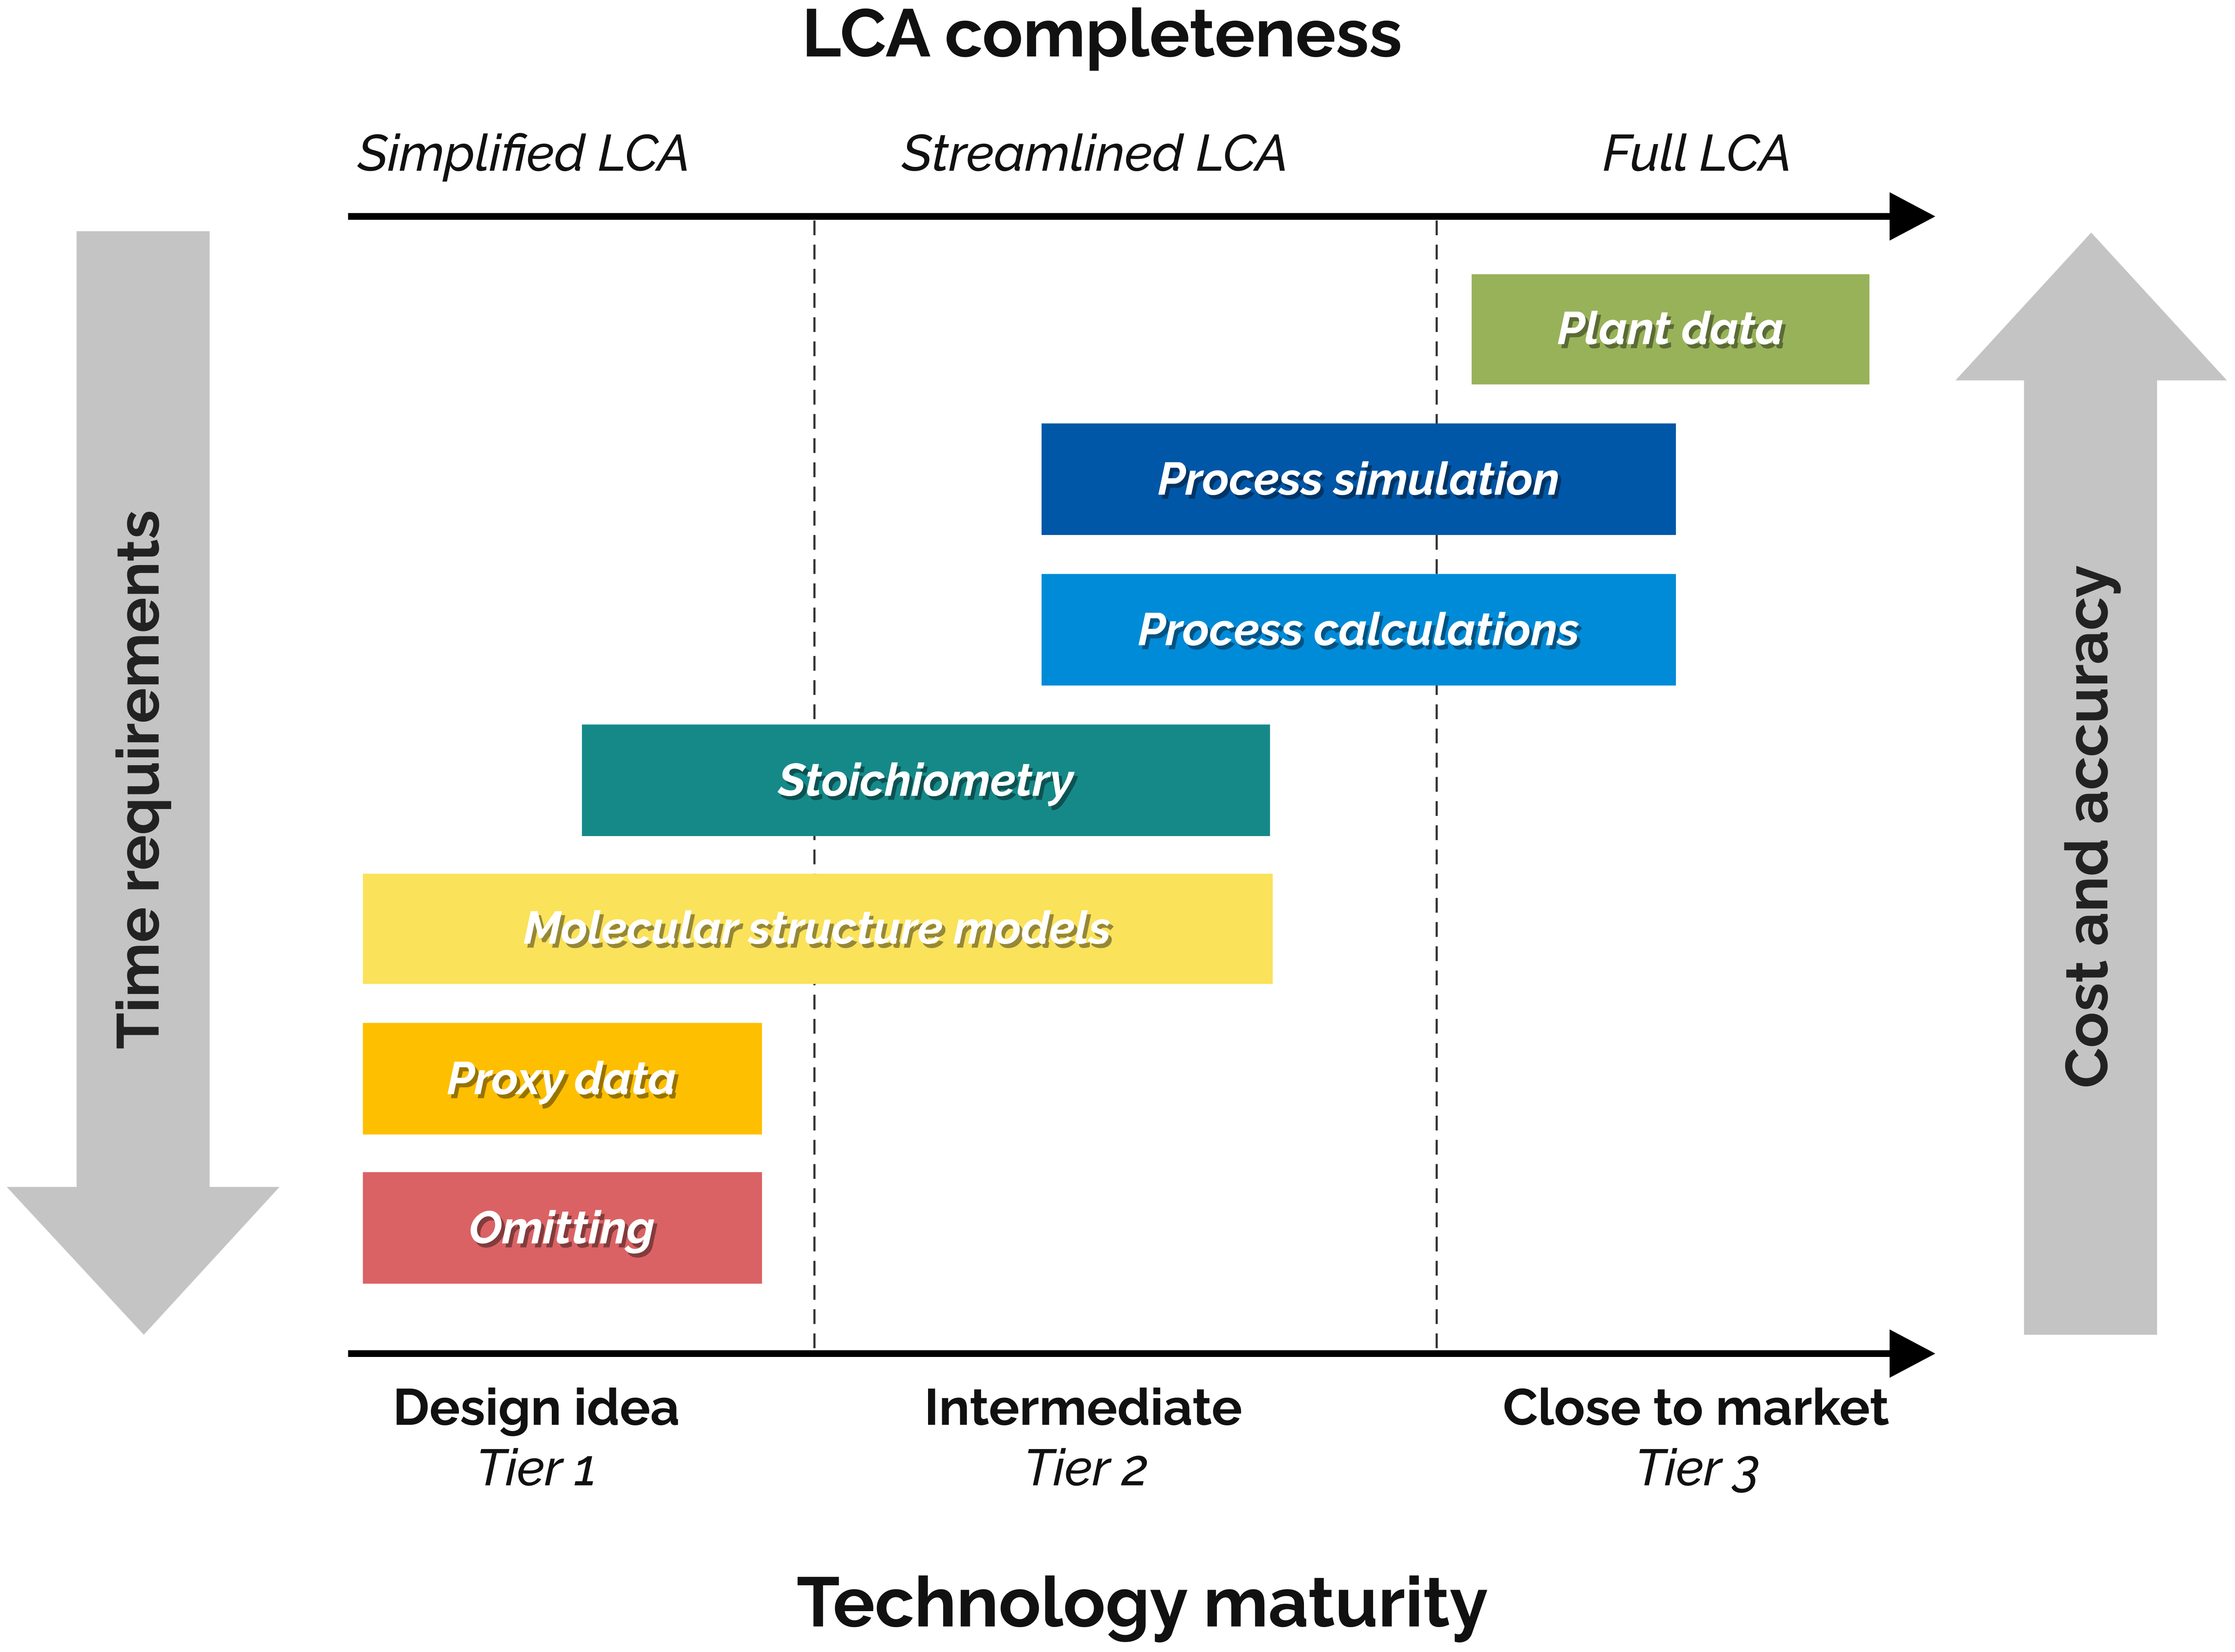 LCA completeness
Simplified LCA
Streamlined LCA
Full LCA
Time requirements
Plant data
Process simulation
Process calculations
Stoichiometry
Molecular structure models
Proxy data
Omitting
Cost and accuracy
Design idea
Tier 1
Intermediate
Tier 2
Close to market
Tier 3
Technology maturity